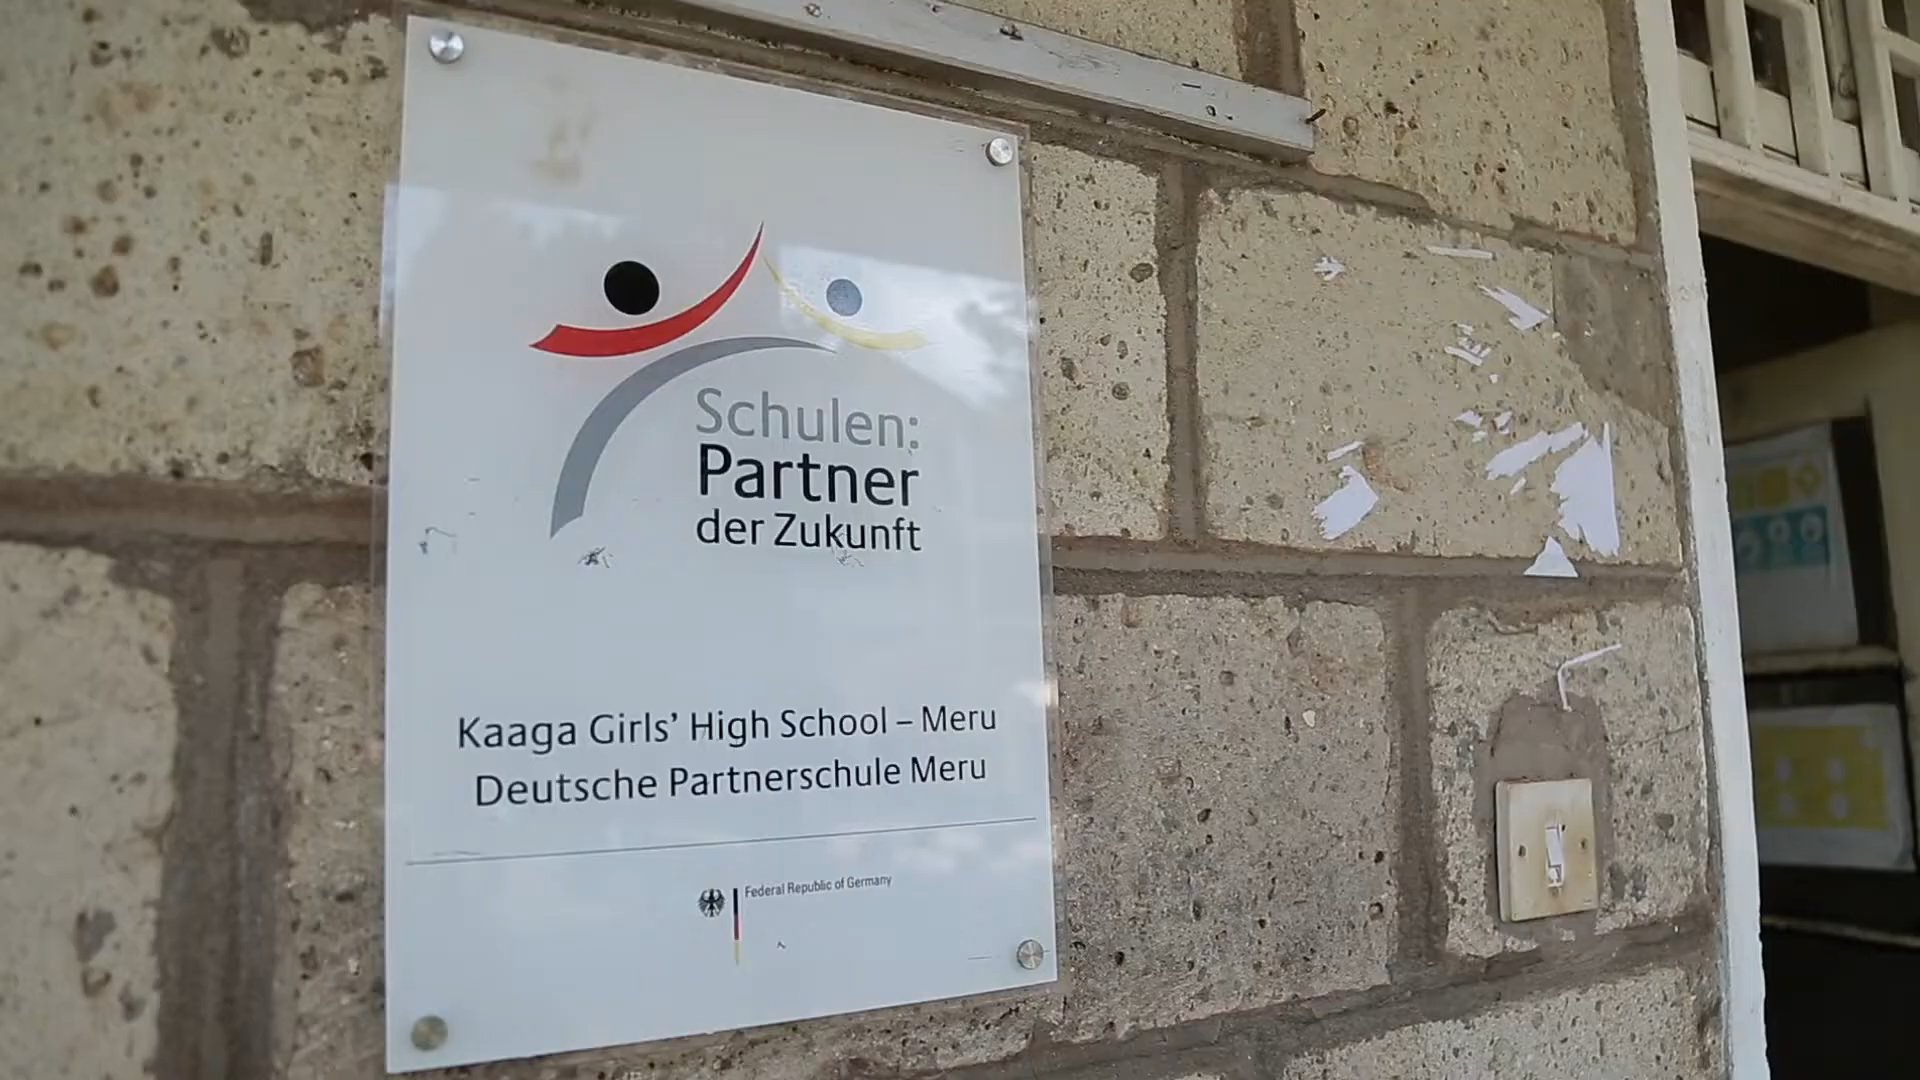 Schulen:
Partner
der Zukunft
Kaaga Girls' High School – Meru
Deutsche Partnerschule Meru
Federal Republic of Germany